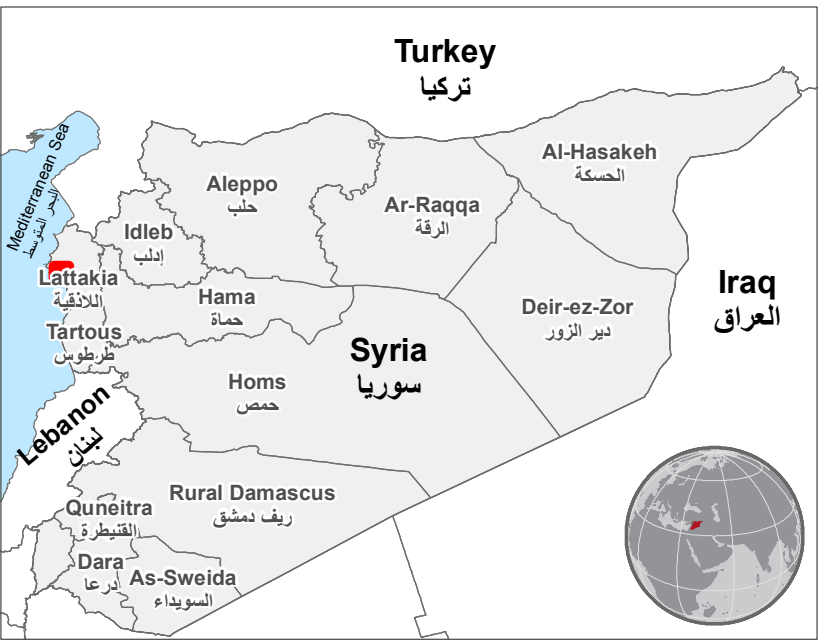 Turkey
تركيا
Mediterranean Sea
البحر المتوسط
Al-Hasakeh
الحسكة
Aleppo
حلب
Ar-Raqqa
الرقة
Idleb
إدلب
Lattakia
اللاذقية
Hama
حماة
Iraq
العراق
Deir-ez-Zor
دير الزور
Tartous
طرطوس
Syria
سوريا
Homs
حمص
Lebanon
لبنان
Rural Damascus
ريف دمشق
Quneitra
القنيطرة
Dara
درعا
As-Sweida
السويداء